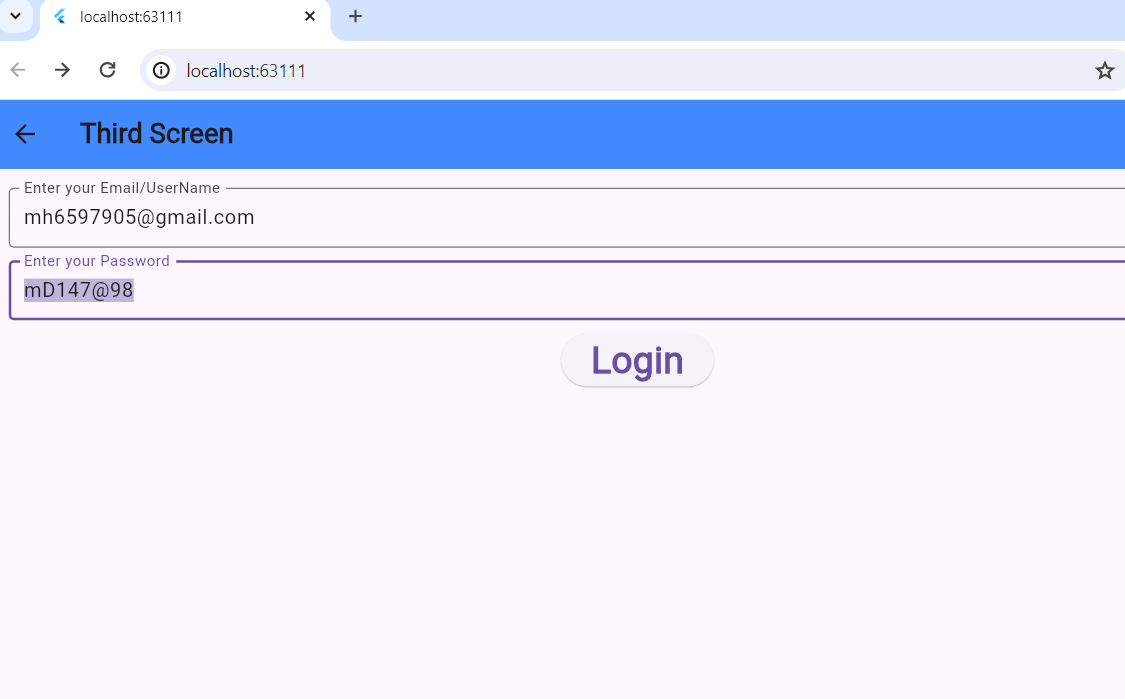 localhost:63111
localhost:63111
Third Screen
Enter your Email/UserName
mh6597905@gmail.com
Enter your Password
mD147@98
Login